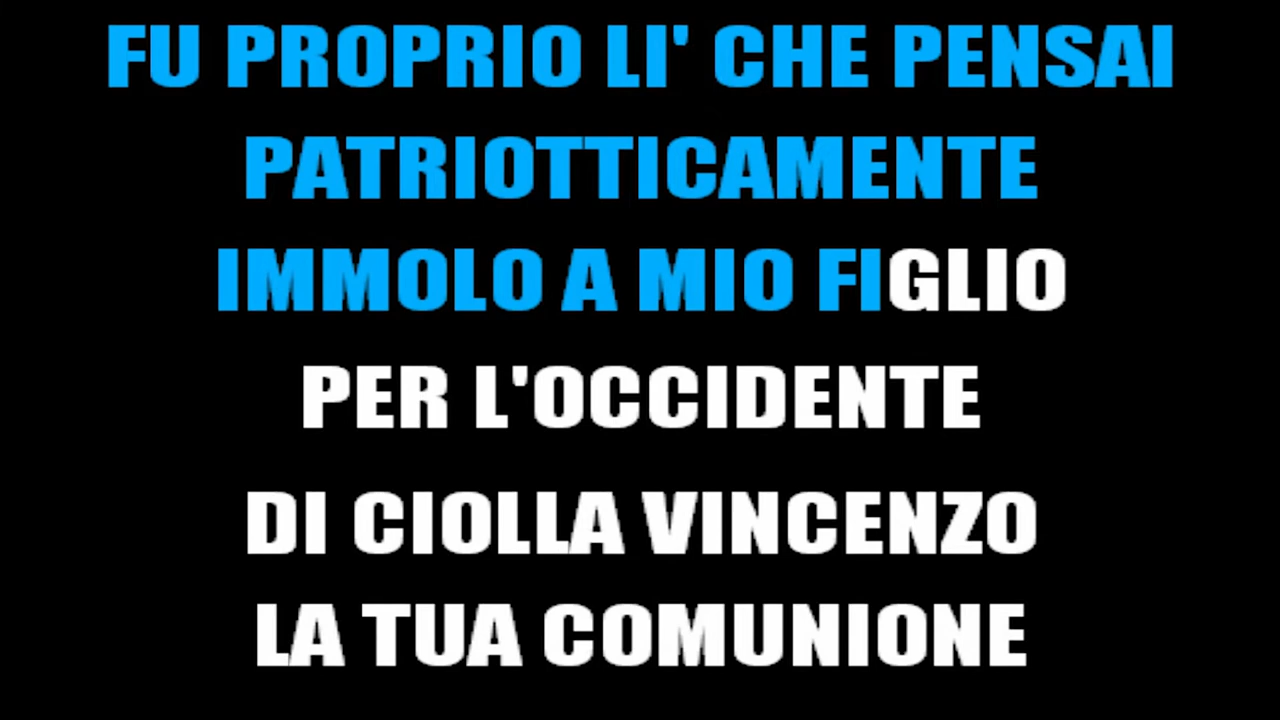 FU PROPRIO LI' CHE PENSAI
PATRIOTTICAMENTE
IMMOLO A MIO FIGLIO
PER L'OCCIDENTE
DI CIOLLA VINCENZO
LA TUA COMUNIONE